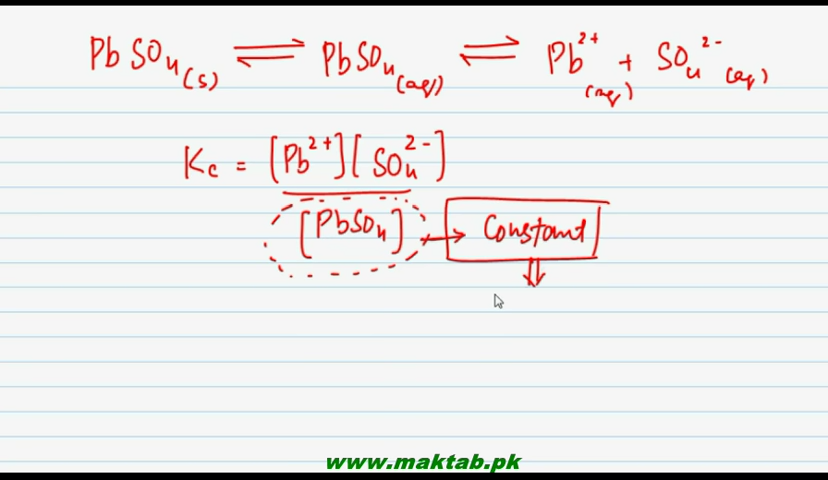 PbSO₄(s) ⇌ PbSO₄(aq) ⇌ Pb²⁺(aq) + SO₄²⁻(aq)
Kc = [Pb²⁺][SO₄²⁻]
[PbSO₄] → Constant
⇓
www.maktab.pk